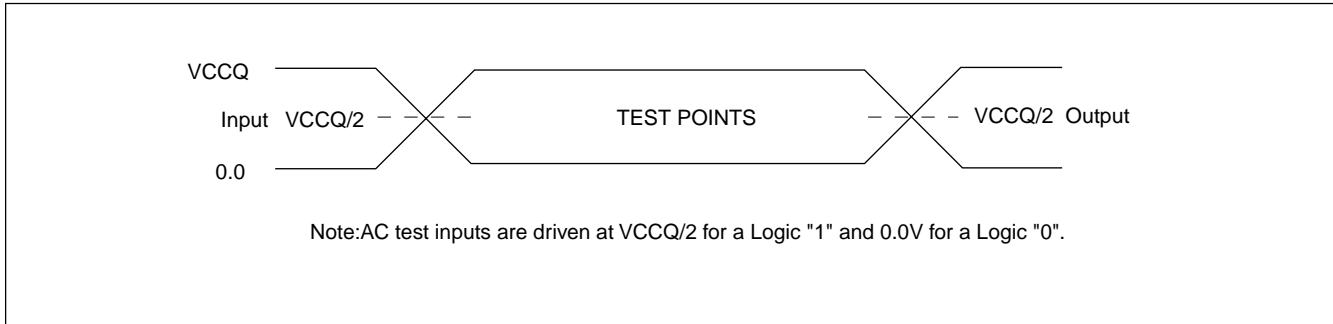 VCCQ
Input VCCQ/2 TEST POINTS VCCQ/2 Output
0.0
Note:AC test inputs are driven at VCCQ/2 for a Logic "1" and 0.0V for a Logic "0".